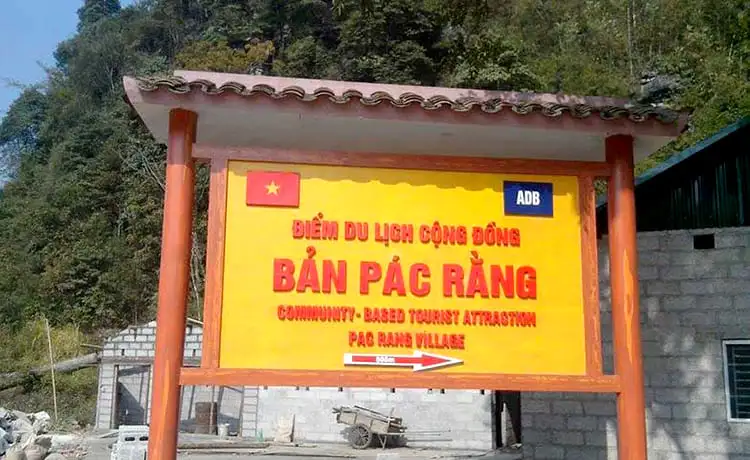 ADB
ĐIỂM DU LỊCH CỘNG ĐỒNG
BẢN PÁC RẰNG
COMMUNITY - BASED TOURIST ATTRACTION
PAC RANG VILLAGE